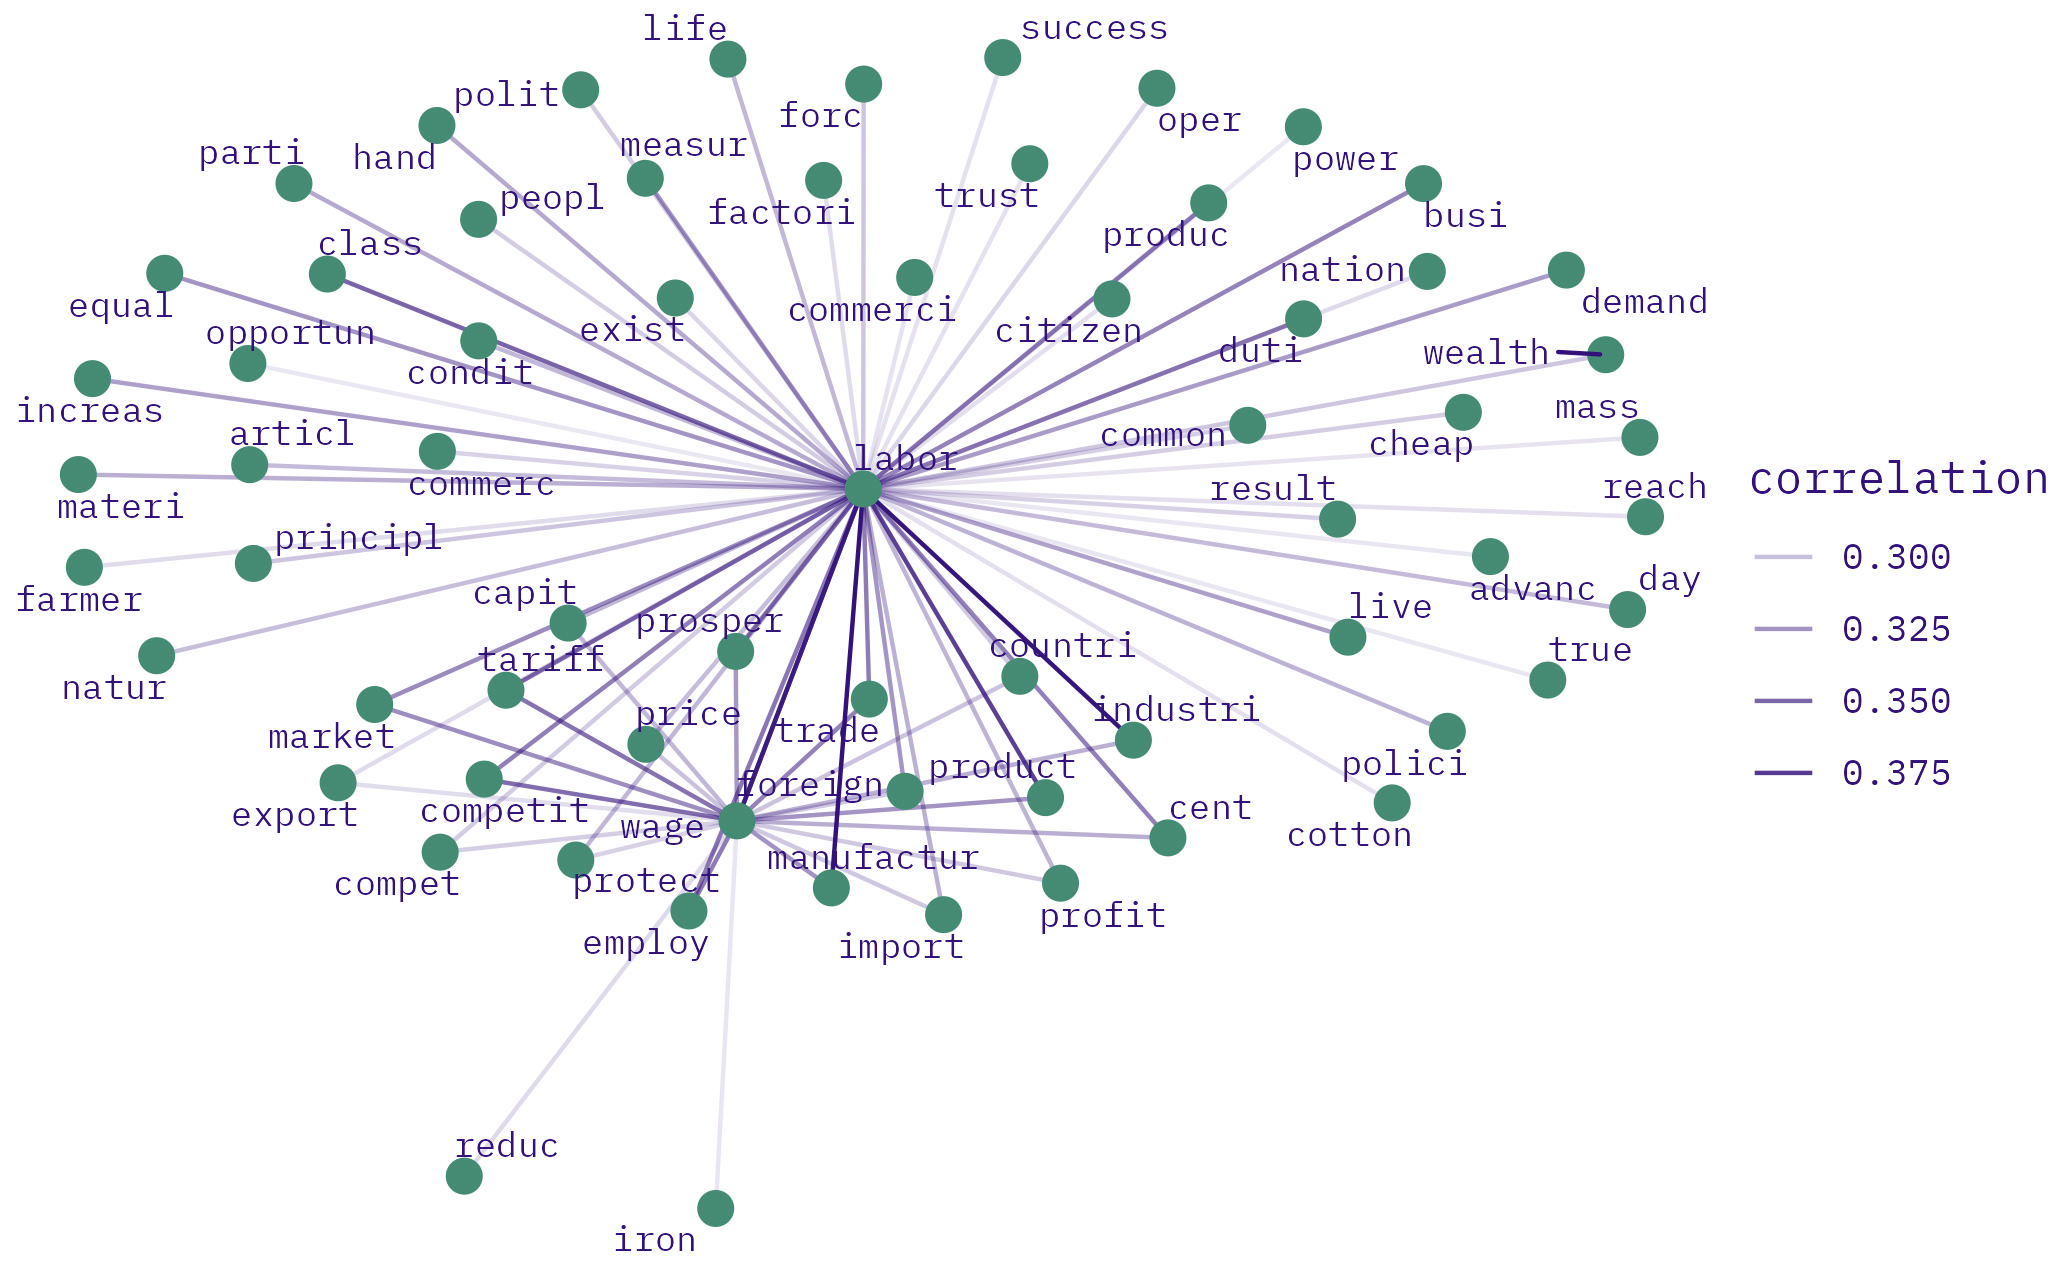 life
success
polit
forc
oper
measur
parti
hand
power
peopl
factori
trust
busi
class
produc
nation
equal
commerci
demand
opportun
exist
citizen
duti
wealth
condit
increas
mass
articl
common
cheap
labor
correlation
commerc
result
reach
materi
principl
0.300
farmer
capit
advanc
day
live
prosper
0.325
tariff
countri
true
natur
price
industri
0.350
market
trade
polici
foreign
product
0.375
export
competit
wage
cent
cotton
manufactur
compet
protect
profit
employ
import
reduc
iron